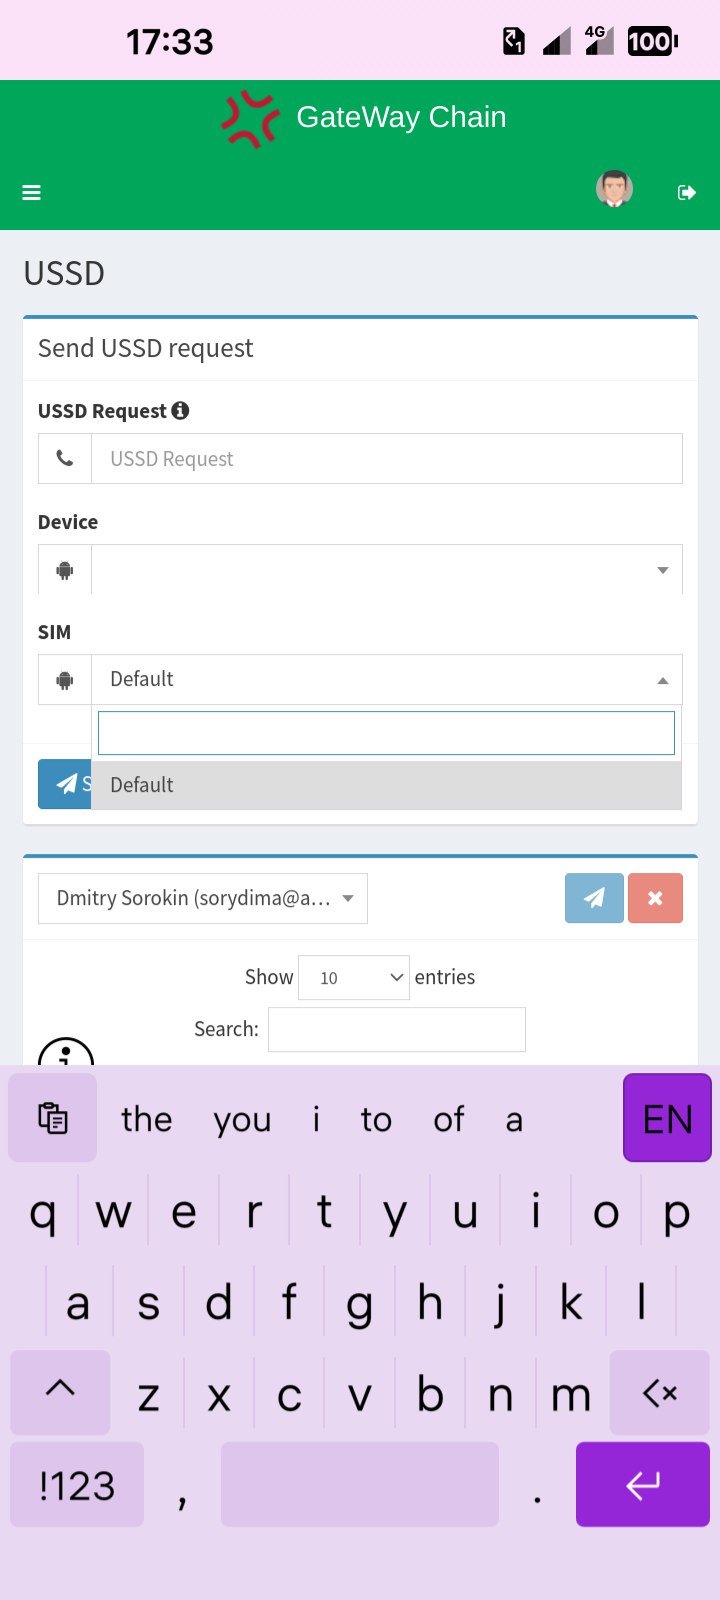 17:33
1
4G
100
GateWay Chain
USSD
Send USSD request
USSD Request
USSD Request
Device
SIM
Default
Default
S
Dmitry Sorokin (sorydima@a...
Show 10 entries
Search:
the you i to of a EN
q w e r t y u i o p
a s d f g h j k l
z x c v b n m
!123 , .